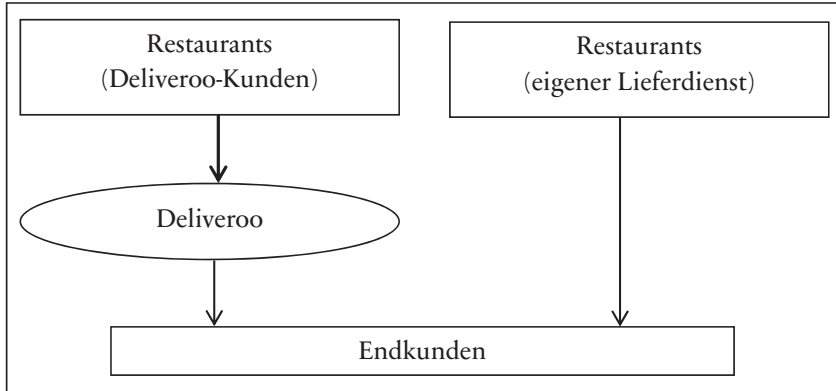 Restaurants
(Deliveroo-Kunden)
Restaurants
(eigener Lieferdienst)
Deliveroo
Endkunden